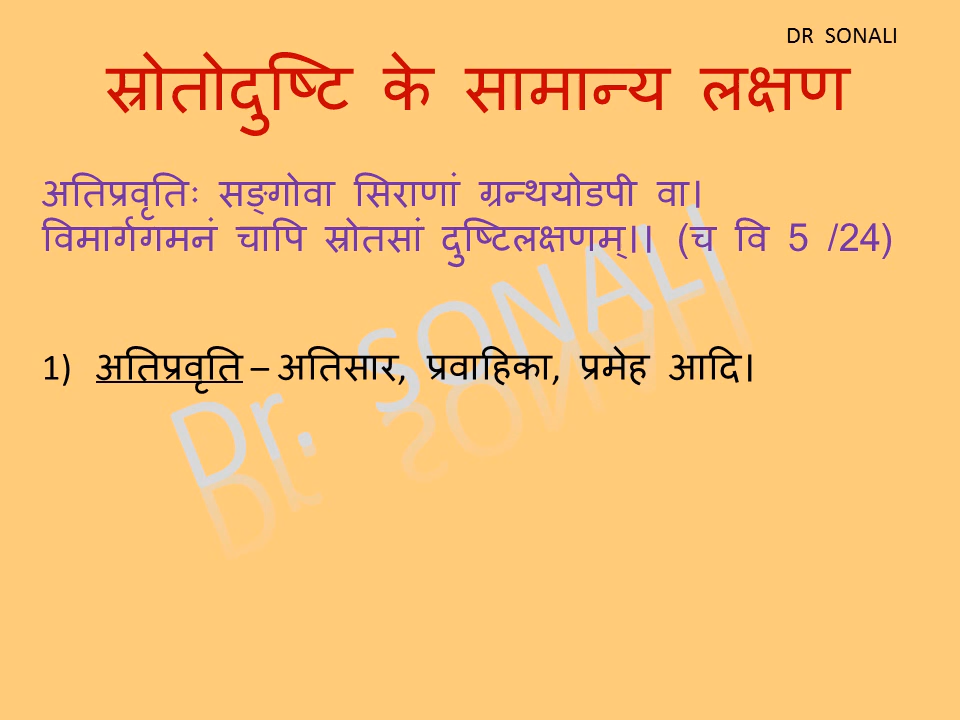 DR SONALI
स्रोतोदुष्टि के सामान्य लक्षण
अतिप्रवृतिः सङ्गोवा सिराणां ग्रन्थयोडपी वा।
विमार्गगमनं चापि स्रोतसां दुष्टिलक्षणम्।। (च वि 5 /24)
1) अतिप्रवृति – अतिसार, प्रवाहिका, प्रमेह आदि।
Dr. SONALI